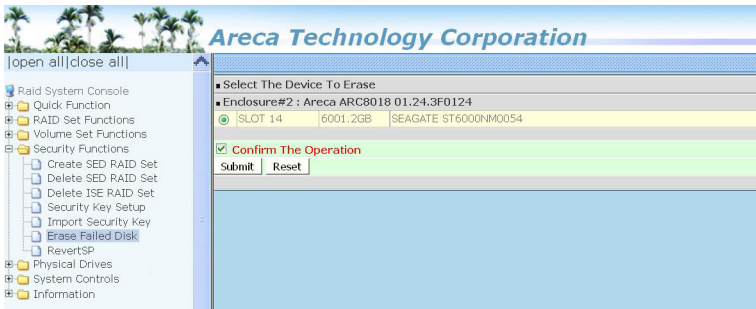 Areca Technology Corporation
|open all|close all|
Raid System Console
Quick Function
RAID Set Functions
Volume Set Functions
Security Functions
Create SED RAID Set
Delete SED RAID Set
Delete ISE RAID Set
Security Key Setup
Import Security Key
Erase Failed Disk
RevertSP
Physical Drives
System Controls
Information
Select The Device To Erase
Enclosure#2 : Areca ARC8018 01.24.3F0124
SLOT 14 6001.2GB SEAGATE ST6000NM0054
Confirm The Operation
Submit Reset